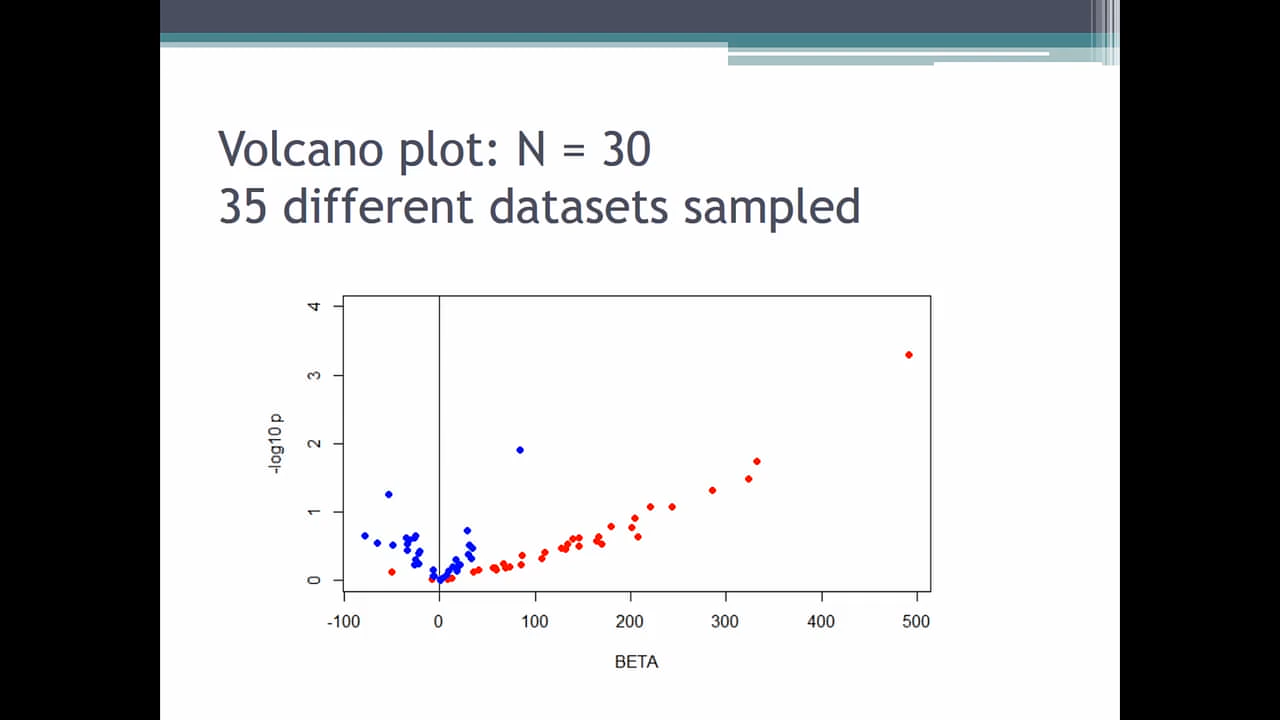 Volcano plot: N = 30
35 different datasets sampled
4
3
2
1
0
-log10 p
-100 0 100 200 300 400 500
BETA